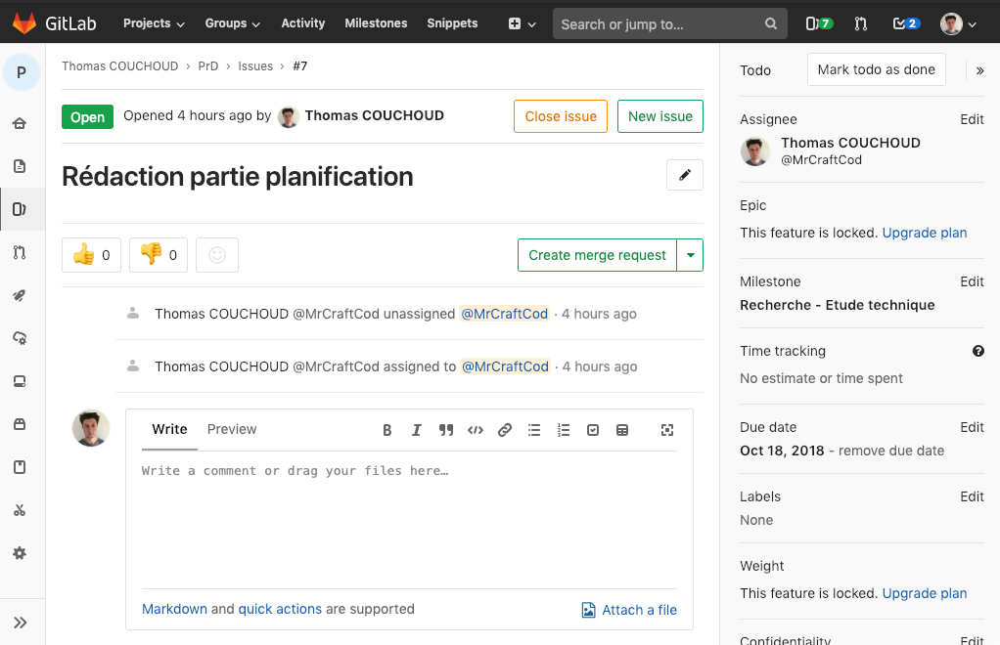 GitLab Projects Groups Activity Milestones Snippets Search or jump to... 7 2
P
Thomas COUCHOUD › PrD › Issues › #7
Open Opened 4 hours ago by Thomas COUCHOUD Close issue New issue
Rédaction partie planification
👍 0 👎 0 Create merge request
Thomas COUCHOUD @MrCraftCod unassigned @MrCraftCod · 4 hours ago
Thomas COUCHOUD @MrCraftCod assigned to @MrCraftCod · 4 hours ago
Write Preview
Write a comment or drag your files here…
Markdown and quick actions are supported Attach a file
Todo Mark todo as done »
Assignee Edit
Thomas COUCHOUD
@MrCraftCod
Epic
This feature is locked. Upgrade plan
Milestone Edit
Recherche - Etude technique
Time tracking
No estimate or time spent
Due date Edit
Oct 18, 2018 - remove due date
Labels Edit
None
Weight
This feature is locked. Upgrade plan
Confidentiality Edit